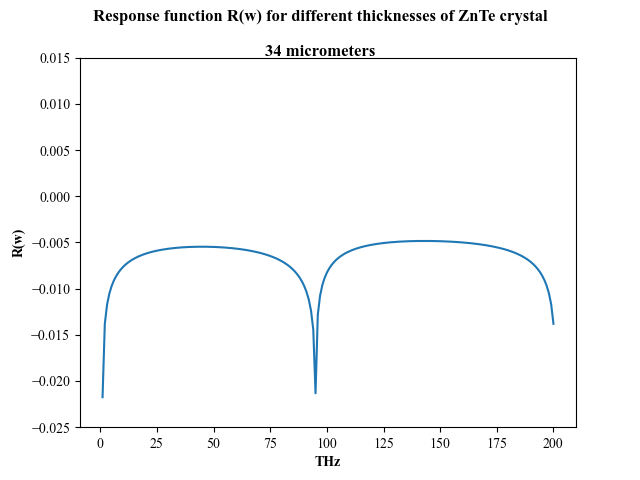 Response function R(w) for different thicknesses of ZnTe crystal
34 micrometers
0.015
0.010
0.005
0.000
−0.005
−0.010
−0.015
−0.020
−0.025
R(w)
0 25 50 75 100 125 150 175 200
THz